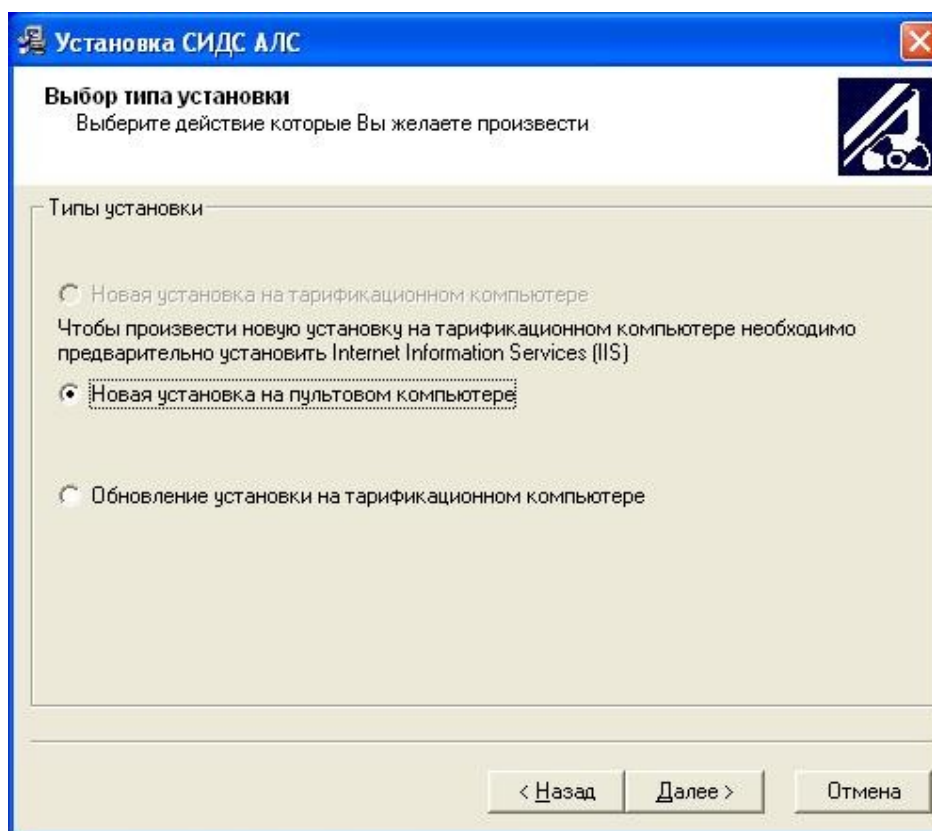 Установка СИДС АЛС
Выбор типа установки
Выберите действие которые Вы желаете произвести
Типы установки
Новая установка на тарификационном компьютере
Чтобы произвести новую установку на тарификационном компьютере необходимо
предварительно установить Internet Information Services (IIS)
Новая установка на пультовом компьютере
Обновление установки на тарификационном компьютере
< Назад
Далее >
Отмена